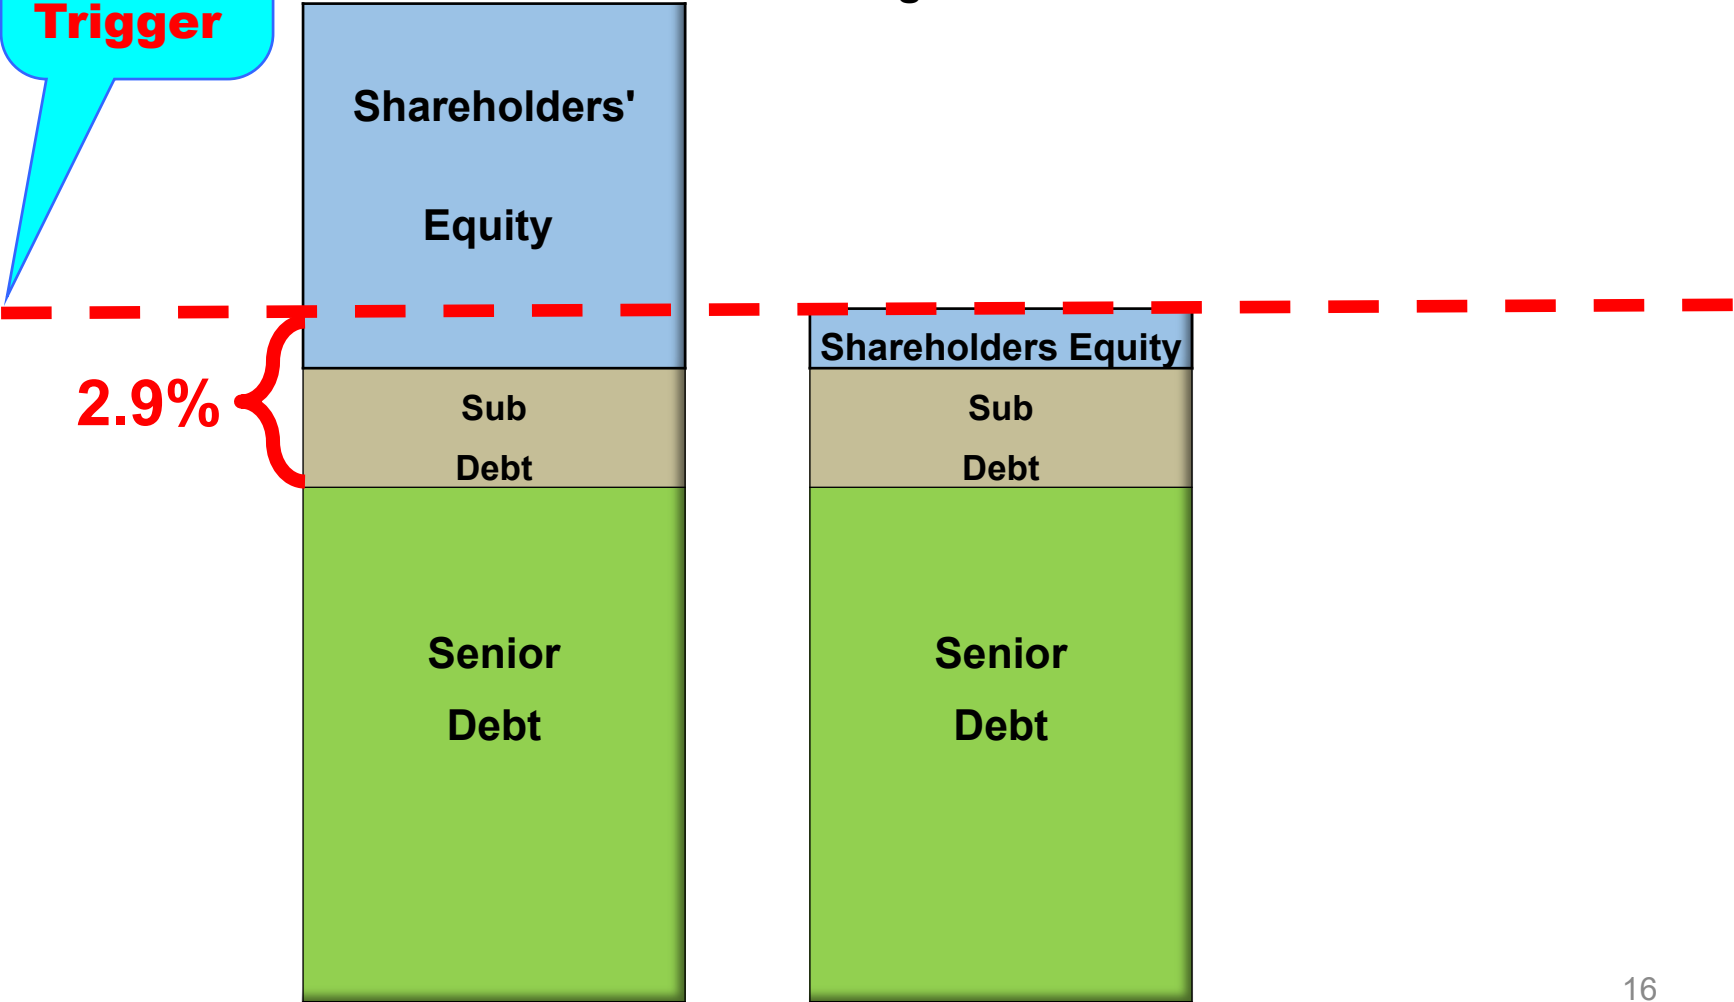 Trigger
Shareholders'
Equity
2.9%
Sub
Debt
Senior
Debt
Shareholders Equity
Sub
Debt
Senior
Debt
16